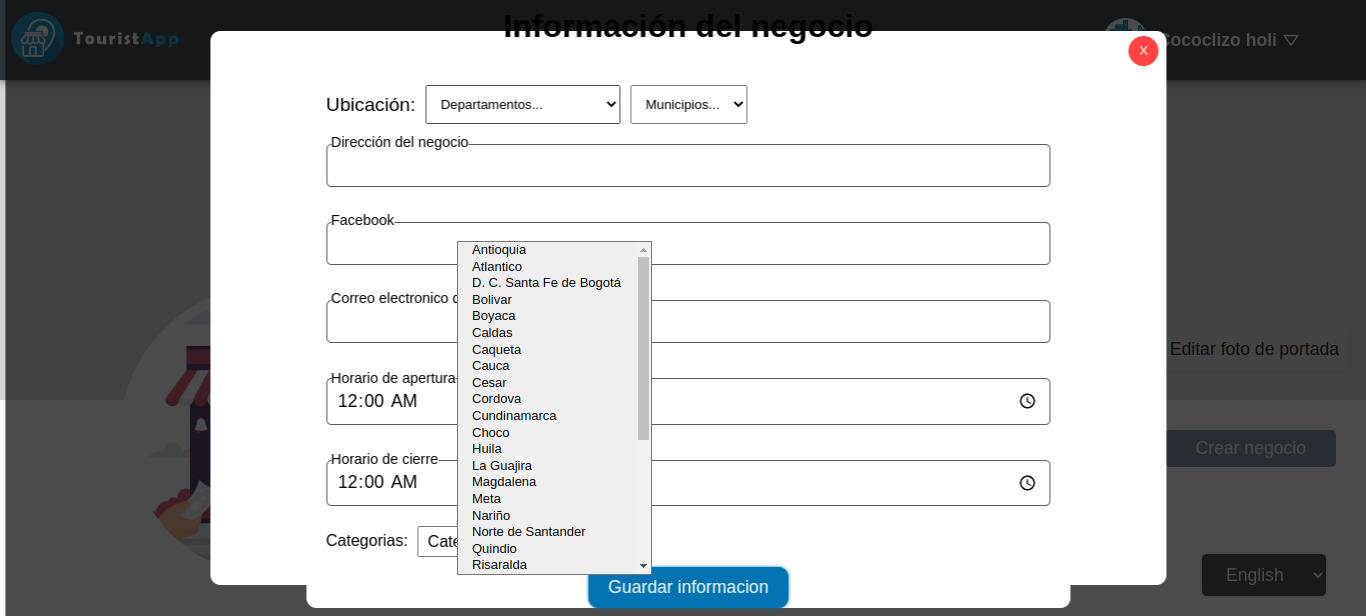 Información del negocio
TouristApp
Cococlizo holi
X
Ubicación: Departamentos... Municipios...
Dirección del negocio
Facebook
Antioquia
Atlantico
D. C. Santa Fe de Bogotá
Correo electronico
Bolivar
Boyaca
Caldas
Caqueta
Editar foto de portada
Cauca
Horario de apertura
Cesar
12:00 AM
Cordova
Cundinamarca
Choco
Huila
Crear negocio
Horario de cierre
La Guajira
12:00 AM
Magdalena
Meta
Nariño
Norte de Santander
Categorias:
Quindio
Risaralda
English
Guardar informacion